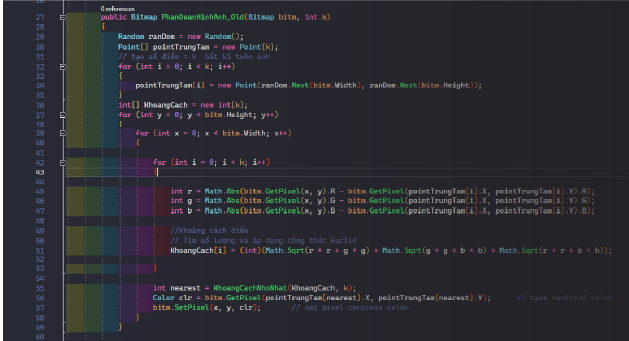 0 references
27 public Bitmap PhanDoanHinhAnh_Old(Bitmap bitm, int k)
28 {
29 Random ranDom = new Random();
30 Point[] pointTrungTam = new Point[k];
31 // tạo số điểm = k bất kì trên ảnh
32 for (int i = 0; i < k; i++)
33 {
34 pointTrungTam[i] = new Point(ranDom.Next(bitm.Width), ranDom.Next(bitm.Height));
35 }
36 int[] KhoangCach = new int[k];
37 for (int y = 0; y < bitm.Height; y++)
38 {
39 for (int x = 0; x < bitm.Width; x++)
40 {
41
42 for (int i = 0; i < k; i++)
43 {
44
45 int r = Math.Abs(bitm.GetPixel(x, y).R - bitm.GetPixel(pointTrungTam[i].X, pointTrungTam[i].Y).R);
46 int g = Math.Abs(bitm.GetPixel(x, y).G - bitm.GetPixel(pointTrungTam[i].X, pointTrungTam[i].Y).G);
47 int b = Math.Abs(bitm.GetPixel(x, y).B - bitm.GetPixel(pointTrungTam[i].X, pointTrungTam[i].Y).B);
48
49 //Khoảng cách điểm
50 // Tìm số lượng và áp dụng công thức Euclid
51 KhoangCach[i] = (int)(Math.Sqrt(r * r + g * g) + Math.Sqrt(g * g + b * b) + Math.Sqrt(r * r + b * b));
52
53 }
54
55 int nearest = KhoangCachNhoNhat(KhoangCach, k);
56 Color clr = bitm.GetPixel(pointTrungTam[nearest].X, pointTrungTam[nearest].Y); // take centroid color
57 bitm.SetPixel(x, y, clr); // set pixel centroid color
58 }
59 }
60